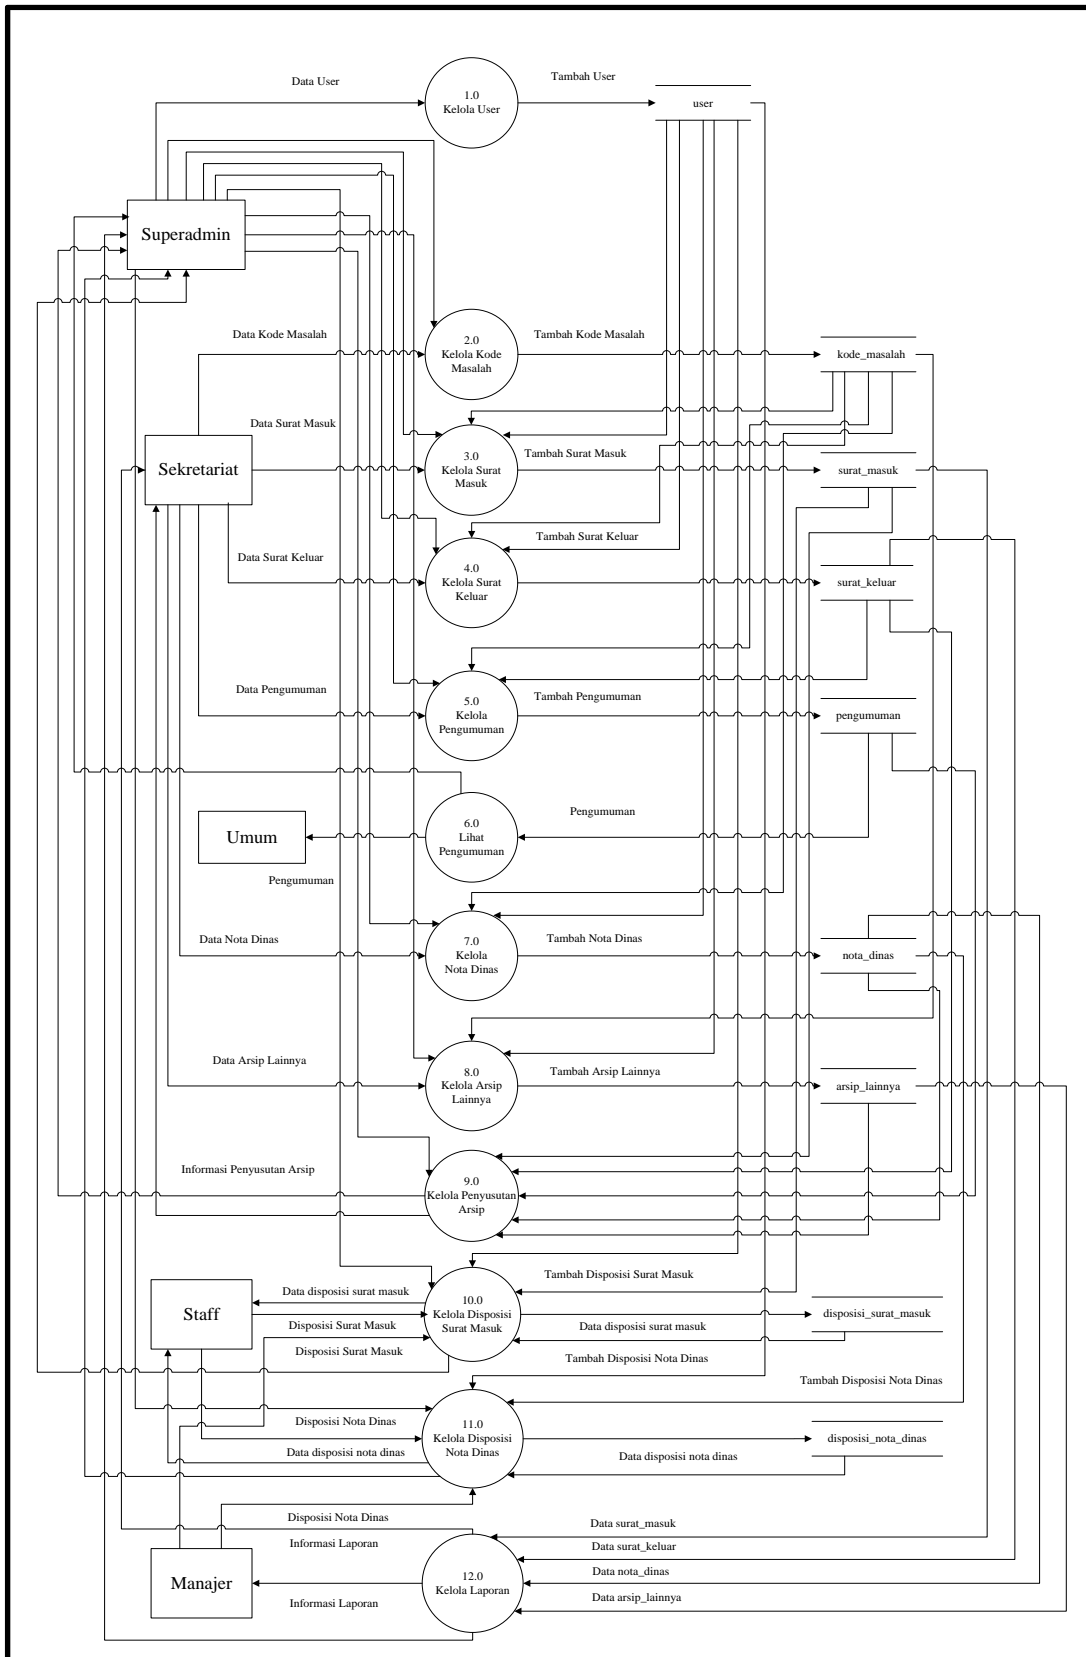 Data User
Tambah User
1.0
Kelola User
user
Superadmin
Data Kode Masalah
2.0
Kelola Kode
Masalah
Tambah Kode Masalah
kode_masalah
Data Surat Masuk
Sekretariat
3.0
Kelola Surat
Masuk
Tambah Surat Masuk
surat_masuk
Data Surat Keluar
4.0
Kelola Surat
Keluar
Tambah Surat Keluar
surat_keluar
Data Pengumuman
5.0
Kelola
Pengumuman
Tambah Pengumuman
pengumuman
Umum
6.0
Lihat
Pengumuman
Pengumuman
Pengumuman
Data Nota Dinas
7.0
Kelola
Nota Dinas
Tambah Nota Dinas
nota_dinas
Data Arsip Lainnya
8.0
Kelola Arsip
Lainnya
Tambah Arsip Lainnya
arsip_lainnya
Informasi Penyusutan Arsip
9.0
Kelola Penyusutan
Arsip
Staff
Data disposisi surat masuk
Disposisi Surat Masuk
Disposisi Surat Masuk
10.0
Kelola Disposisi
Surat Masuk
Tambah Disposisi Surat Masuk
disposisi_surat_masuk
Data disposisi surat masuk
Tambah Disposisi Nota Dinas
Tambah Disposisi Nota Dinas
Disposisi Nota Dinas
Data disposisi nota dinas
11.0
Kelola Disposisi
Nota Dinas
disposisi_nota_dinas
Data disposisi nota dinas
Disposisi Nota Dinas
Informasi Laporan
Manajer
Informasi Laporan
12.0
Kelola Laporan
Data surat_masuk
Data surat_keluar
Data nota_dinas
Data arsip_lainnya